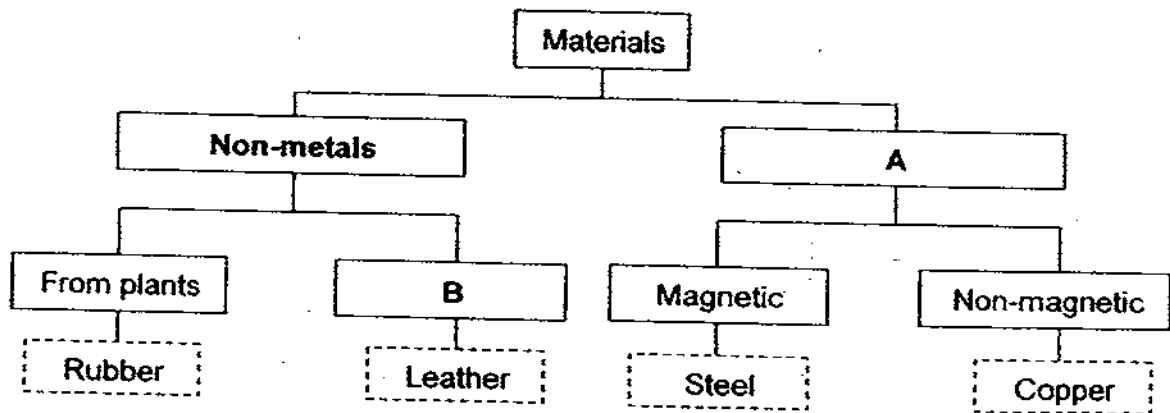 Materials
Non-metals
A
From plants
B
Magnetic
Non-magnetic
Rubber
Leather
Steel
Copper